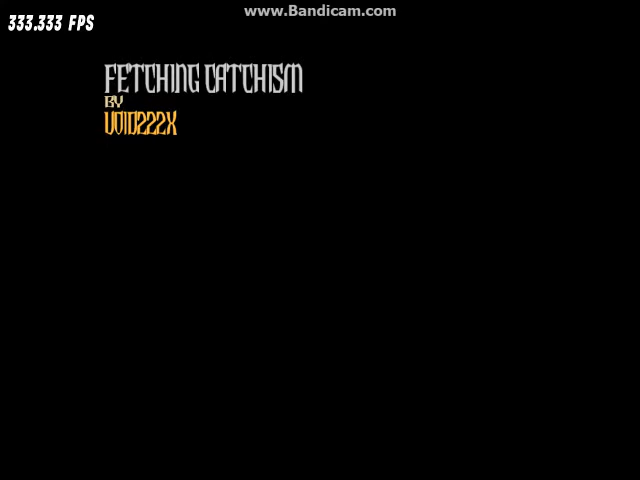 www.Bandicam.com
333.333 FPS
FETCHING CATCHISM
BY
VOID222X